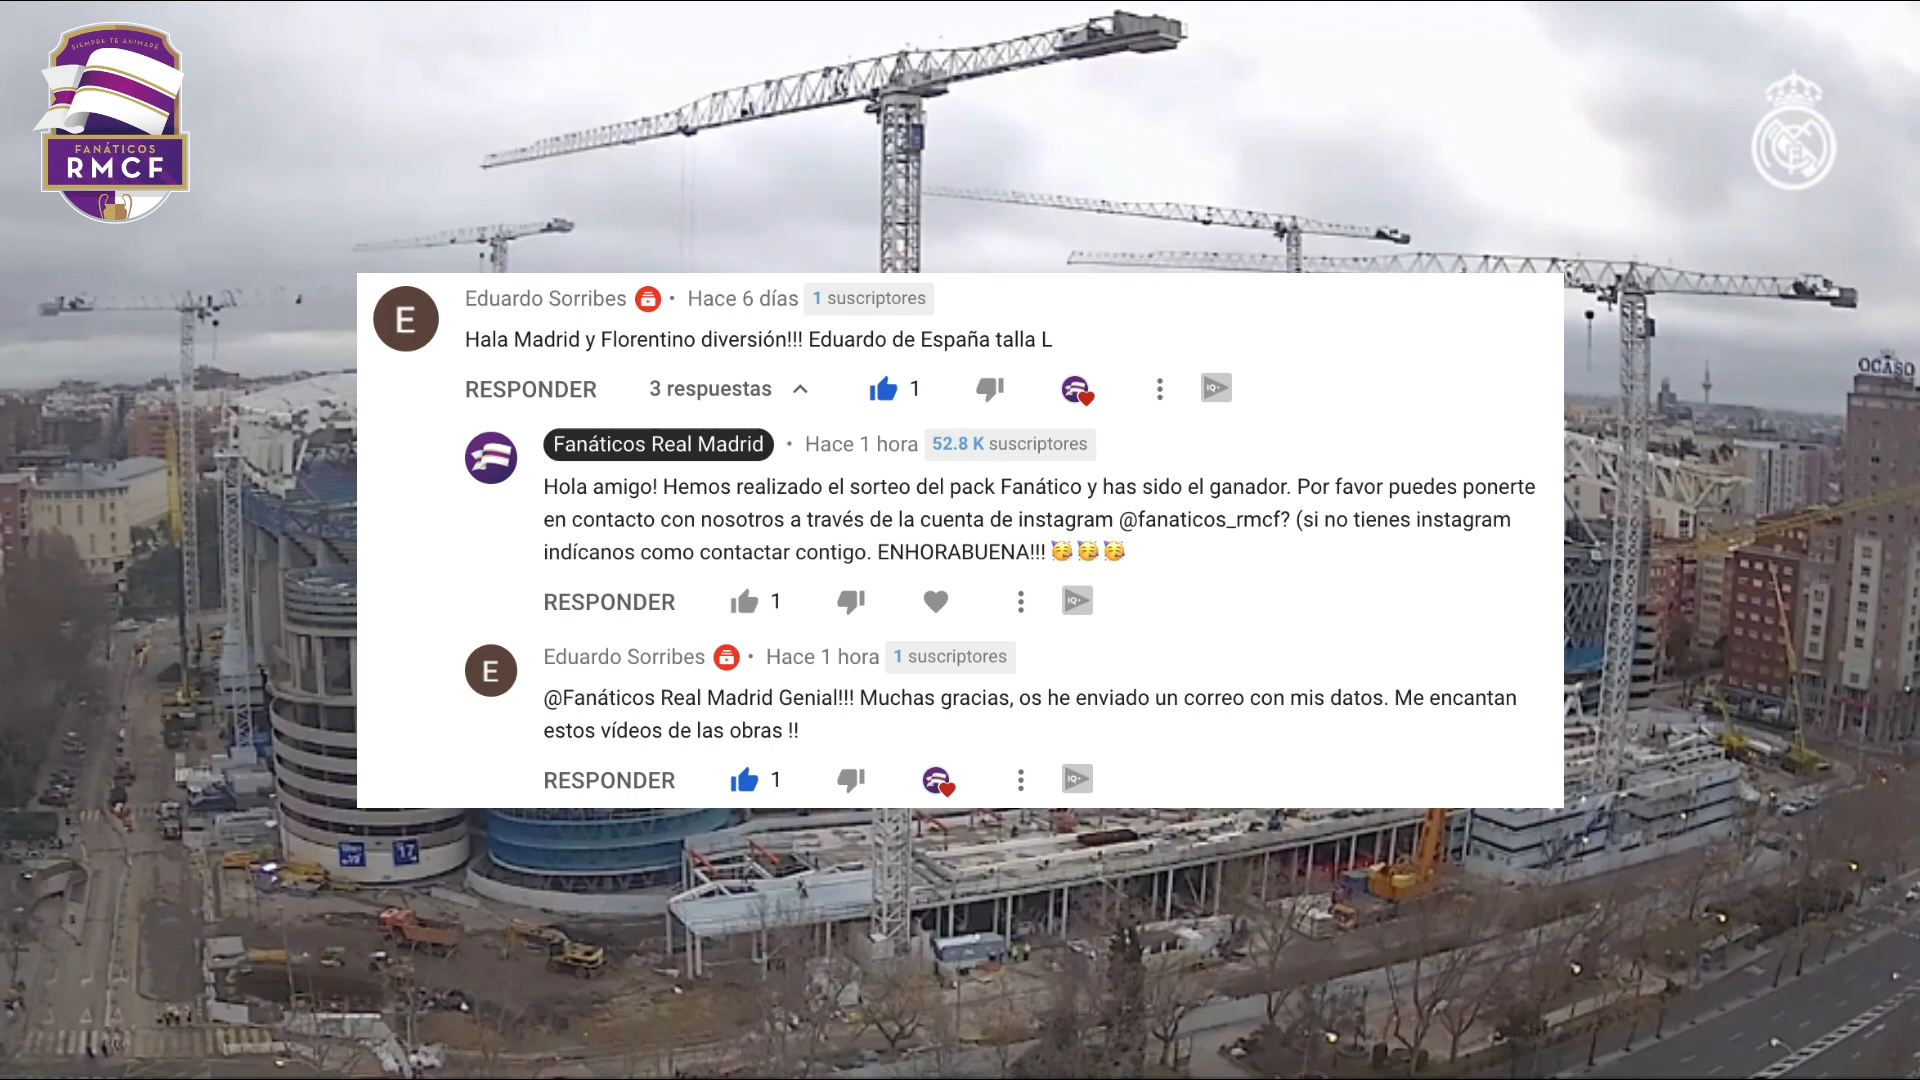 SIEMPRE TE ANIMARÉ
FANÁTICOS
RMCF
OCASO
Eduardo Sorribes • Hace 6 días 1 suscriptores
E
Hala Madrid y Florentino diversión!!! Eduardo de España talla L
RESPONDER 3 respuestas 1 IQ
Fanáticos Real Madrid • Hace 1 hora 52.8 K suscriptores
Hola amigo! Hemos realizado el sorteo del pack Fanático y has sido el ganador. Por favor puedes ponerte
en contacto con nosotros a través de la cuenta de instagram @fanaticos_rmcf? (si no tienes instagram
indícanos como contactar contigo. ENHORABUENA!!! 🥳🥳🥳
RESPONDER 1 IQ
Eduardo Sorribes • Hace 1 hora 1 suscriptores
E
@Fanáticos Real Madrid Genial!!! Muchas gracias, os he enviado un correo con mis datos. Me encantan
estos vídeos de las obras !!
RESPONDER 1 IQ
17